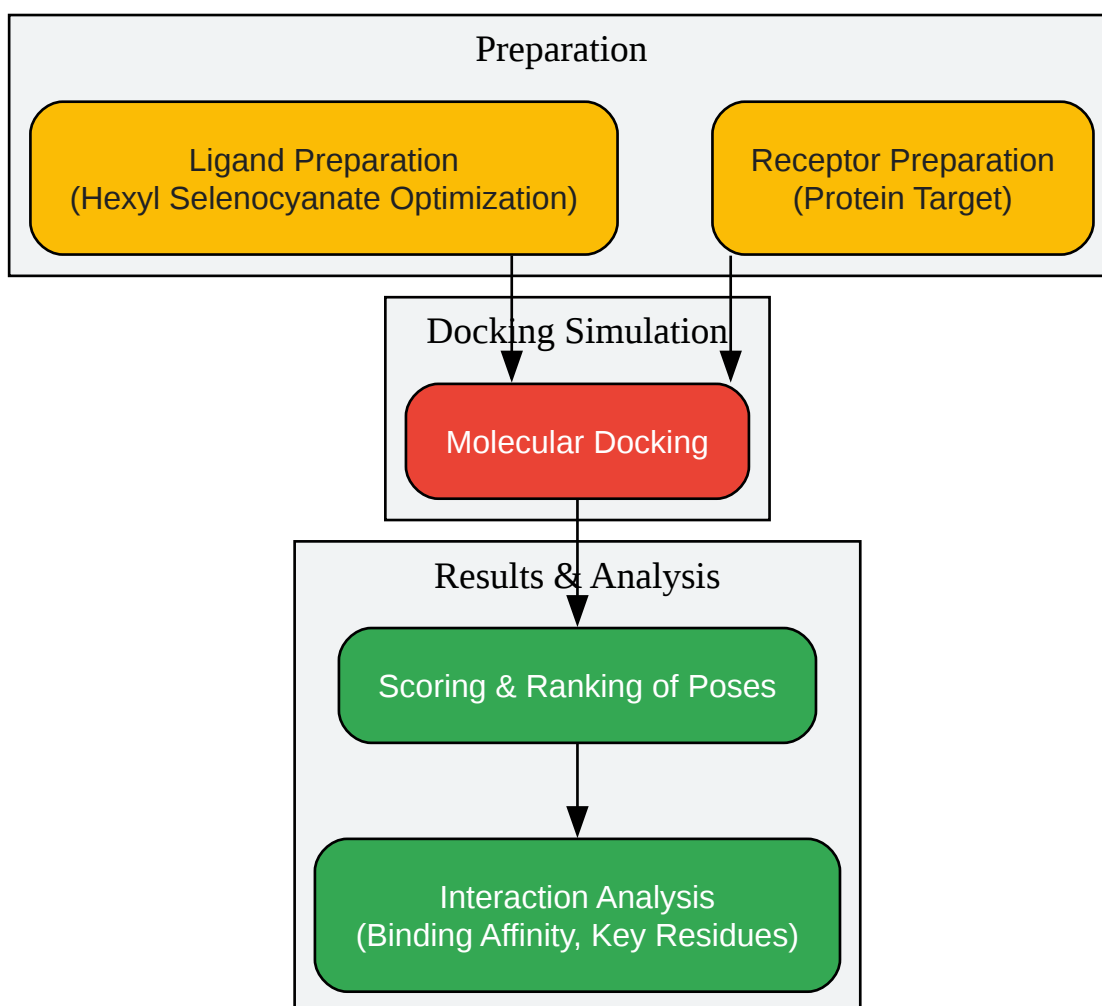 Preparation
Ligand Preparation
(Hexyl Selenocyanate Optimization)
Receptor Preparation
(Protein Target)
Docking Simulation
Molecular Docking
Results & Analysis
Scoring & Ranking of Poses
Interaction Analysis
(Binding Affinity, Key Residues)